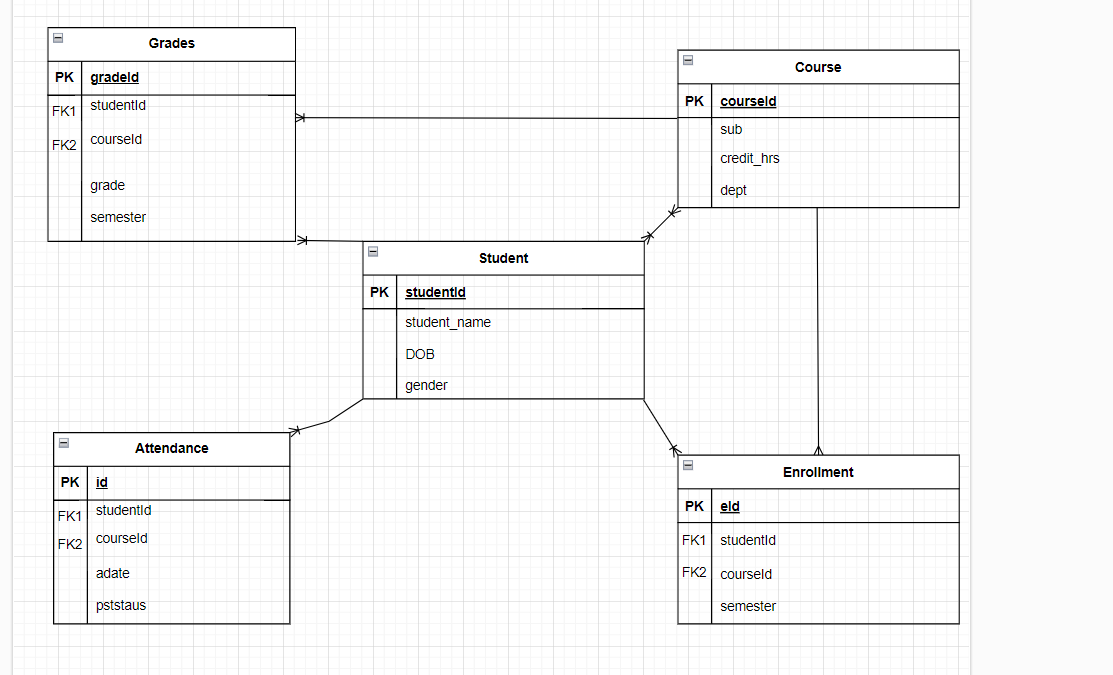 Grades
PK gradeId
FK1 studentId
FK2 courseId
grade
semester
Course
PK courseId
sub
credit_hrs
dept
Student
PK studentId
student_name
DOB
gender
Attendance
PK id
FK1 studentId
FK2 courseId
adate
pststaus
Enrollment
PK eId
FK1 studentId
FK2 courseId
semester